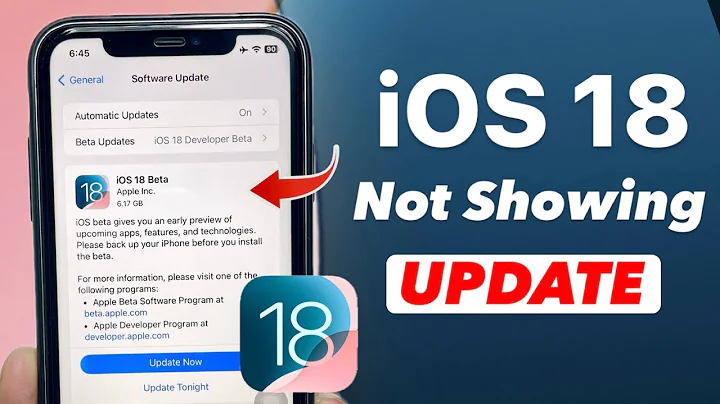 6:45
90
General
Software Update
Automatic Updates
On
Beta Updates
iOS 18 Developer Beta
18
iOS 18 Beta
Apple Inc.
6.17 GB
iOS beta gives you an early preview of
upcoming apps, features, and technologies.
Please back up your iPhone before you install
the beta.
For more information, please visit one of the
following programs:
• Apple Beta Software Program at
beta.apple.com
• Apple Developer Program at
developer.apple.com
Update Now
Update Tonight
18
iOS 18
Not Showing
UPDATE